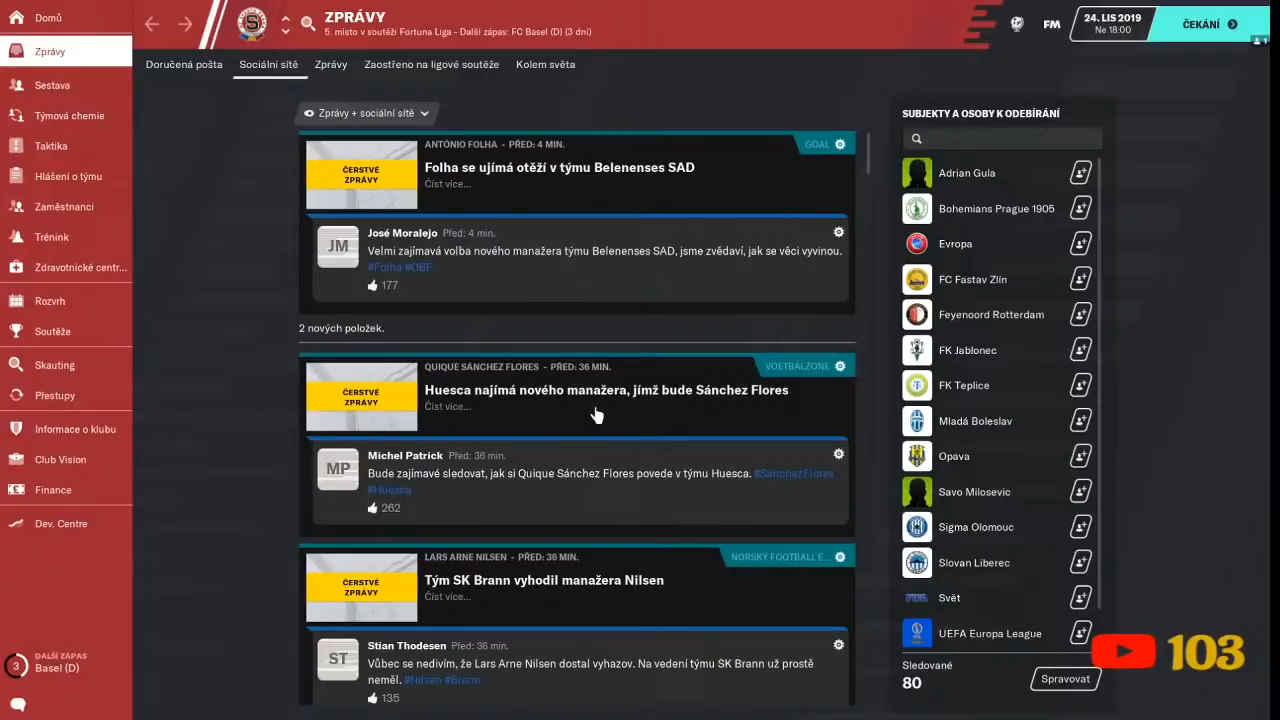 Domů
Zprávy
Sestava
Týmová chemie
Taktika
Hlášení o týmu
Zaměstnanci
Trénink
Zdravotnické centr...
Rozvrh
Soutěže
Skauting
Přestupy
Informace o klubu
Club Vision
Finance
Dev. Centre
3
DALŠÍ ZÁPAS
Basel (D)
ZPRÁVY
5. místo v soutěži Fortuna Liga - Další zápas: FC Basel (D) (3 dni)
FM
24. LIS 2019
Ne 18:00
ČEKÁNÍ
1
Doručená pošta
Sociální sítě
Zprávy
Zaostřeno na ligové soutěže
Kolem světa
Zprávy + sociální sítě
ČERSTVÉ
ZPRÁVY
ANTÓNIO FOLHA - PŘED: 4 MIN.
GOAL
Folha se ujímá otěží v týmu Belenenses SAD
Číst více...
JM
José Moralejo Před: 4 min.
Velmi zajímavá volba nového manažera týmu Belenenses SAD, jsme zvědaví, jak se věci vyvinou.
#Folha #OBF
177
2 nových položek.
ČERSTVÉ
ZPRÁVY
QUIQUE SÁNCHEZ FLORES - PŘED: 36 MIN.
VOETBALZONE
Huesca najímá nového manažera, jímž bude Sánchez Flores
Číst více...
MP
Michel Patrick Před: 36 min.
Bude zajímavé sledovat, jak si Quique Sánchez Flores povede v týmu Huesca. #SánchezFlores
#Huesca
262
ČERSTVÉ
ZPRÁVY
LARS ARNE NILSEN - PŘED: 36 MIN.
NORSKÝ FOOTBALL E...
Tým SK Brann vyhodil manažera Nilsen
Číst více...
ST
Stian Thodesen Před: 36 min.
Vůbec se nedivím, že Lars Arne Nilsen dostal vyhazov. Na vedení týmu SK Brann už prostě
neměl. #Nilsen #Brann
135
SUBJEKTY A OSOBY K ODEBÍRÁNÍ
Adrian Gula
Bohemians Prague 1905
Evropa
FC Fastav Zlín
Feyenoord Rotterdam
FK Jablonec
FK Teplice
Mladá Boleslav
Opava
Savo Milosevic
Sigma Olomouc
Slovan Liberec
FIFA
Svět
UEFA Europa League
Sledované
80
Spravovat
103